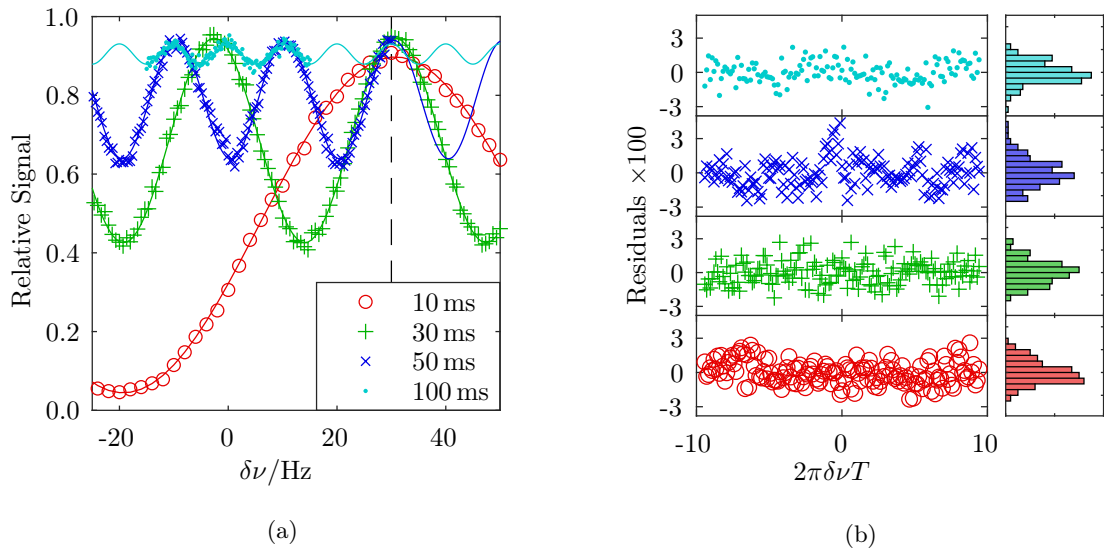 1.0
0.8
0.6
0.4
0.2
0.0
Relative Signal
-20 0 20 40
δν/Hz
10 ms
30 ms
50 ms
100 ms
(a)
3
0
-3
3
0
-3
3
0
-3
3
0
-3
Residuals ×100
-10 0 10
2πδνT
(b)